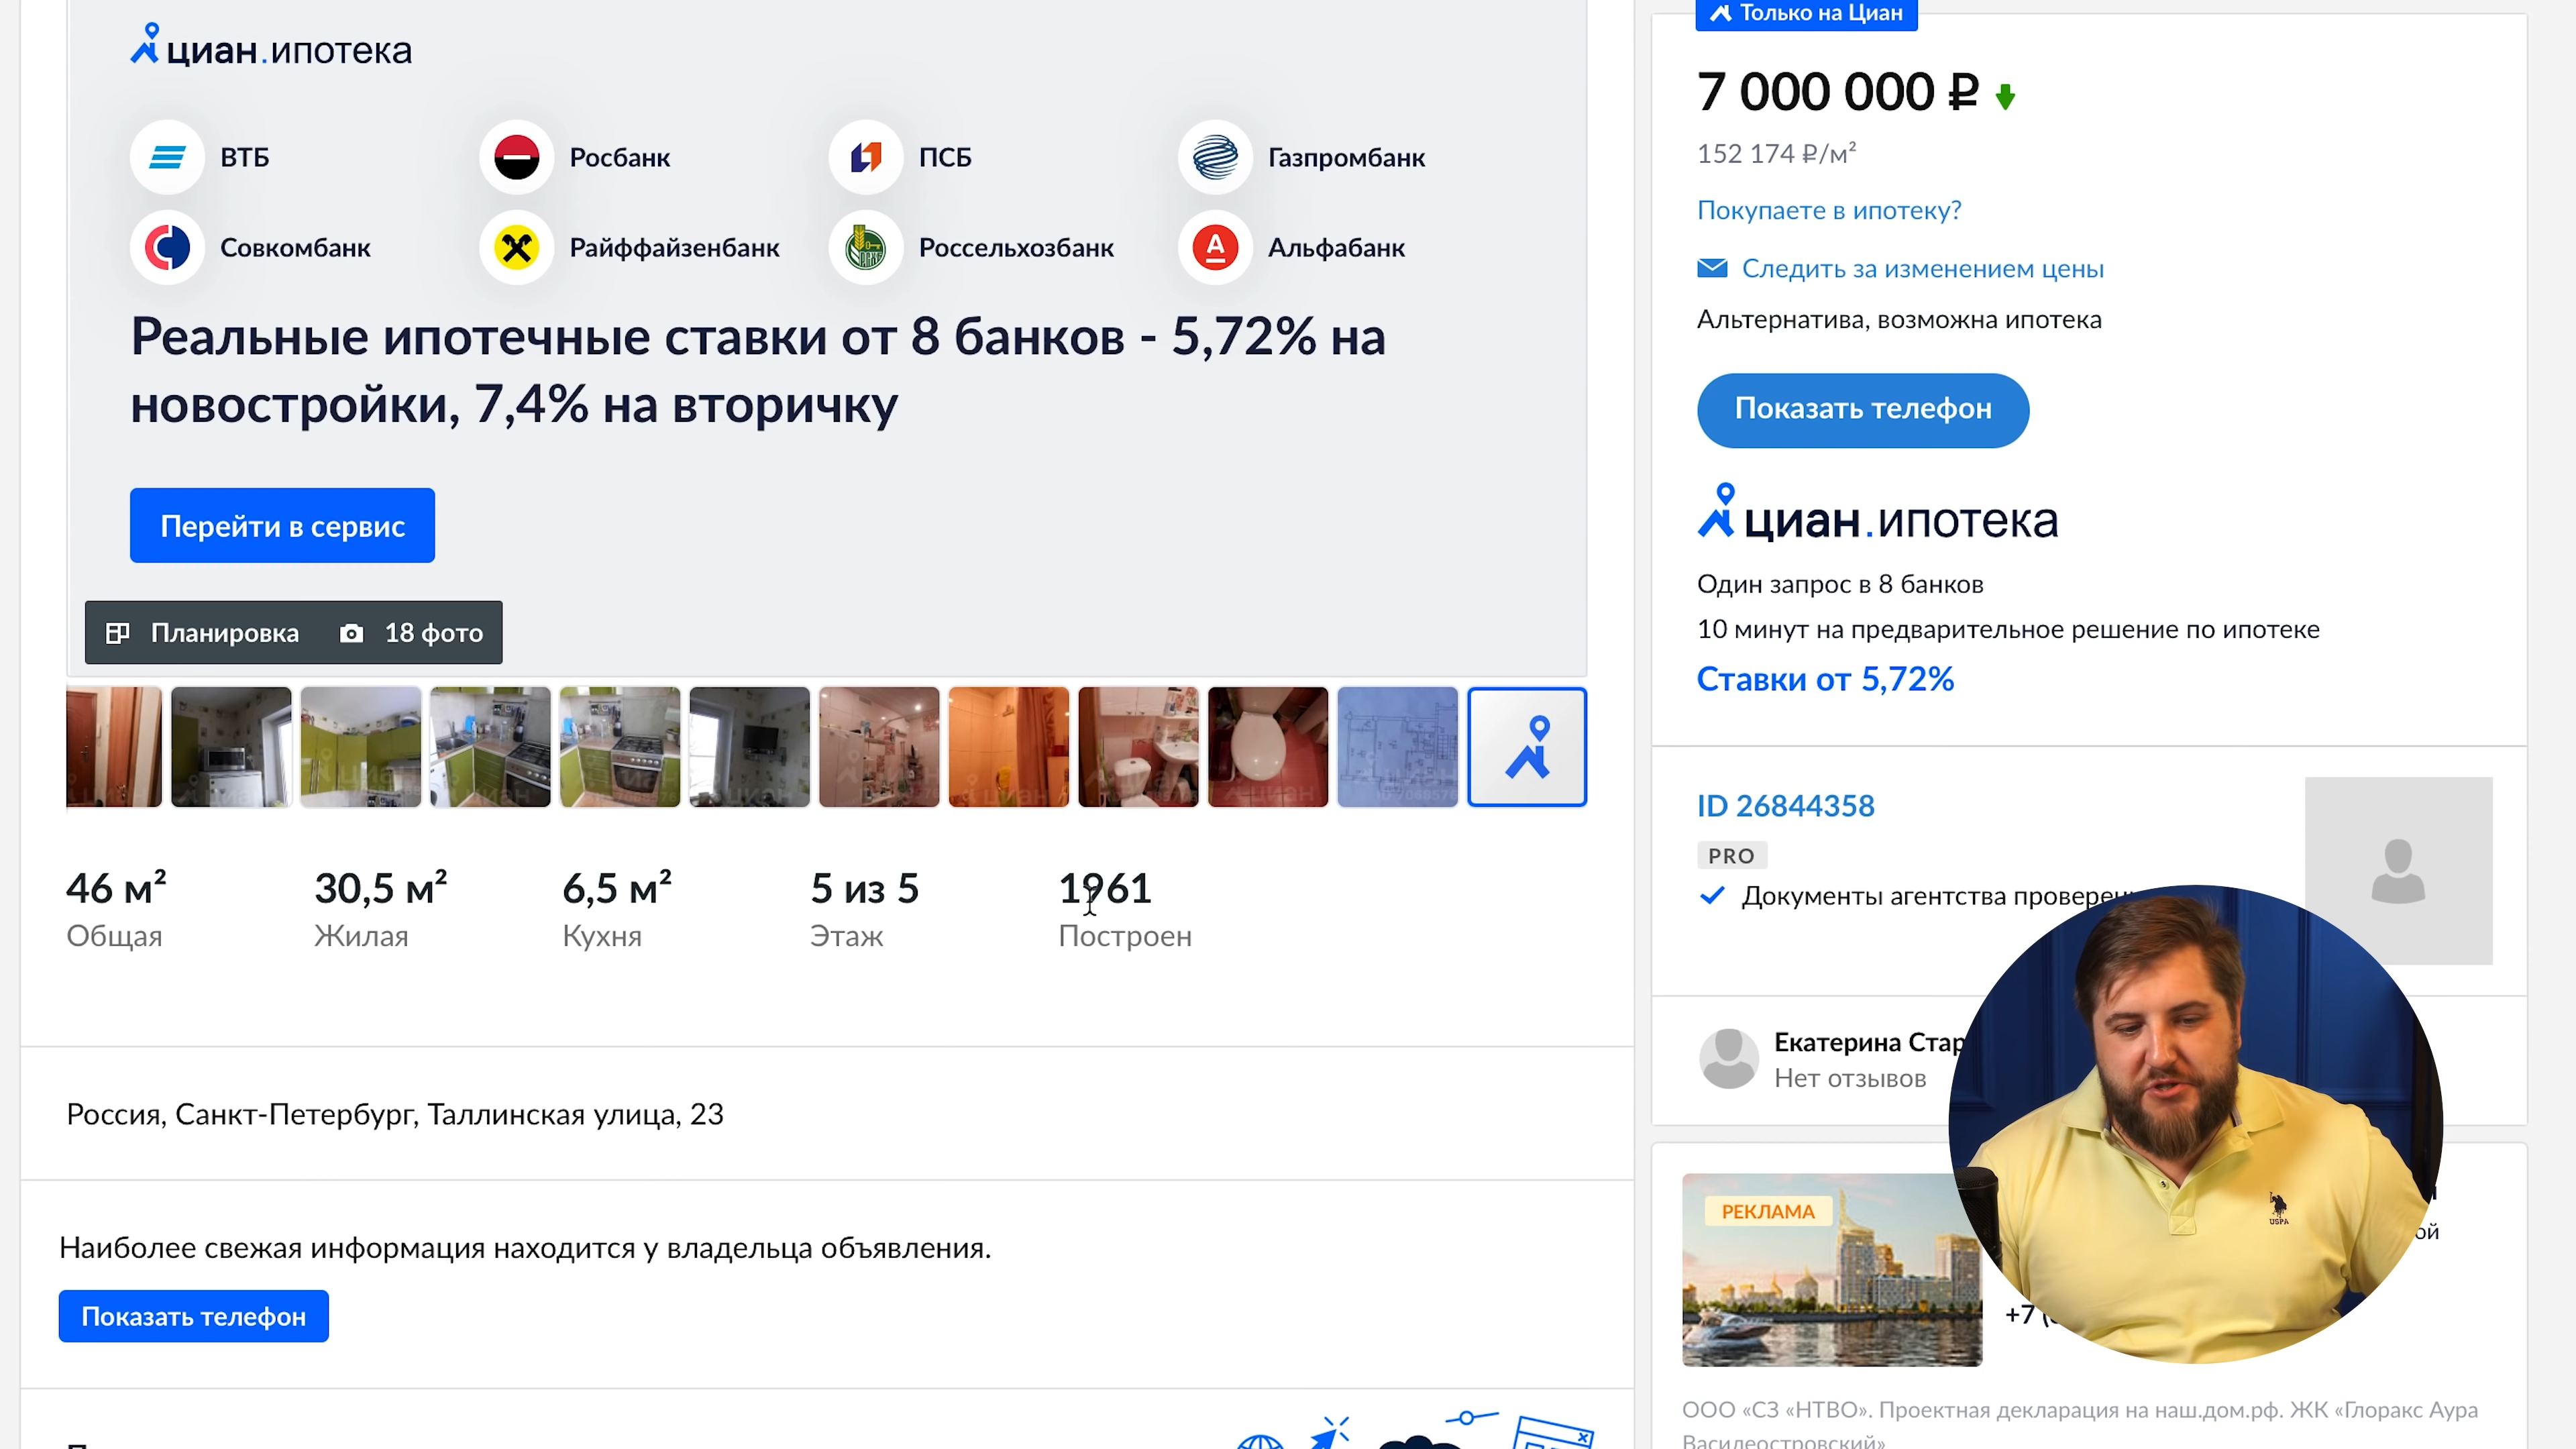 циан.ипотека
ВТБ
Росбанк
ПСБ
Газпромбанк
Совкомбанк
Райффайзенбанк
Россельхозбанк
Альфабанк
Реальные ипотечные ставки от 8 банков - 5,72% на
новостройки, 7,4% на вторичку
Перейти в сервис
Планировка
18 фото
46 м²
Общая
30,5 м²
Жилая
6,5 м²
Кухня
5 из 5
Этаж
1961
Построен
Россия, Санкт-Петербург, Таллинская улица, 23
Наиболее свежая информация находится у владельца объявления.
Показать телефон
Только на Циан
7 000 000 ₽
152 174 ₽/м²
Покупаете в ипотеку?
Следить за изменением цены
Альтернатива, возможна ипотека
Показать телефон
циан.ипотека
Один запрос в 8 банков
10 минут на предварительное решение по ипотеке
Ставки от 5,72%
ID 26844358
PRO
Документы агентства
Екатерина
Нет отзывов
РЕКЛАМА
+7
USPA
ООО «СЗ «НТВО». Проектная декларация на наш.дом.рф. ЖК «Глоракс Аура
Василеостровский»